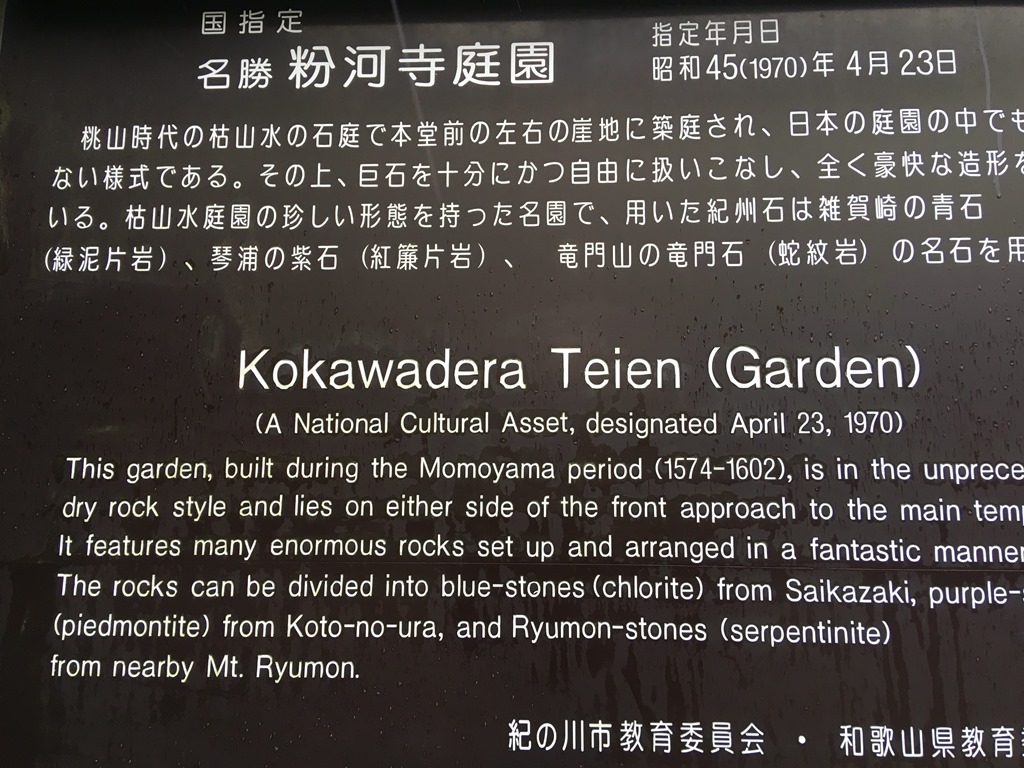 国指定
名勝 粉河寺庭園
指定年月日
昭和45(1970)年 4月 23日
桃山時代の枯山水の石庭で本堂前の左右の崖地に築庭され、日本の庭園の中でも
ない様式である。その上、巨石を十分にかつ自由に扱いこなし、全く豪快な造形を
いる。枯山水庭園の珍しい形態を持った名園で、用いた紀州石は雑賀崎の青石
(緑泥片岩)、琴浦の紫石(紅簾片岩)、 竜門山の竜門石(蛇紋岩)の名石を用
Kokawadera Teien (Garden)
(A National Cultural Asset, designated April 23, 1970)
This garden, built during the Momoyama period (1574-1602), is in the unprece
dry rock style and lies on either side of the front approach to the main temp
It features many enormous rocks set up and arranged in a fantastic manner
The rocks can be divided into blue-stones (chlorite) from Saikazaki, purple-
(piedmontite) from Koto-no-ura, and Ryumon-stones (serpentinite)
from nearby Mt. Ryumon.
紀の川市教育委員会 ・ 和歌山県教育